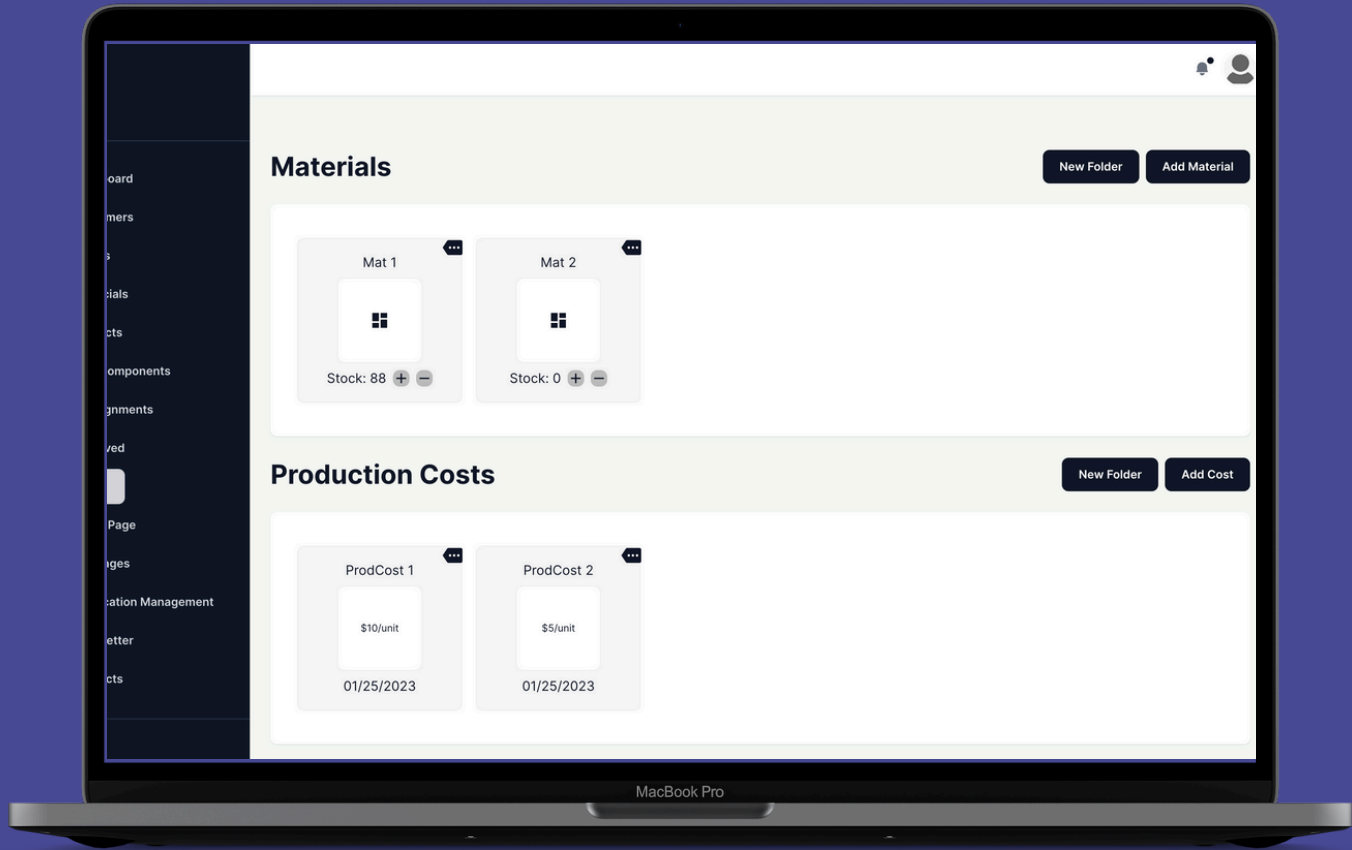 oard
mers
s
ials
cts
omponents
gnments
ved
Page
ges
ation Management
etter
cts
Materials
New Folder
Add Material
Mat 1
Mat 2
Stock: 88 + −
Stock: 0 + −
Production Costs
New Folder
Add Cost
ProdCost 1
ProdCost 2
$10/unit
$5/unit
01/25/2023
01/25/2023
MacBook Pro